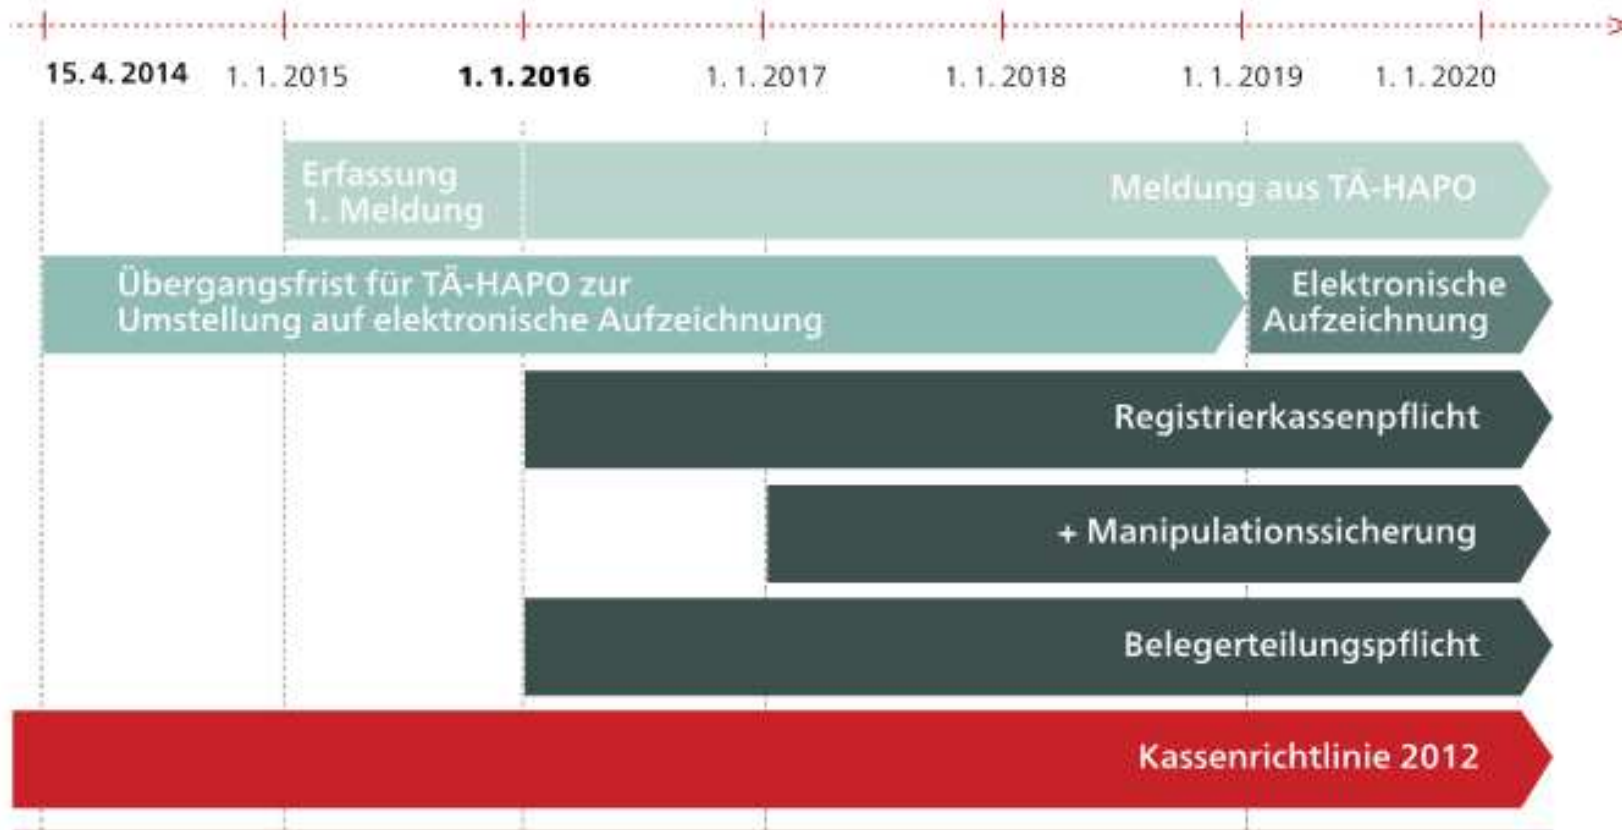 15. 4. 2014 1. 1. 2015 1. 1. 2016 1. 1. 2017 1. 1. 2018 1. 1. 2019 1. 1. 2020
Erfassung
1. Meldung
Meldung aus TÄ-HAPO
Übergangsfrist für TÄ-HAPO zur
Umstellung auf elektronische Aufzeichnung
Elektronische
Aufzeichnung
Registrierkassenpflicht
+ Manipulationssicherung
Belegerteilungspflicht
Kassenrichtlinie 2012